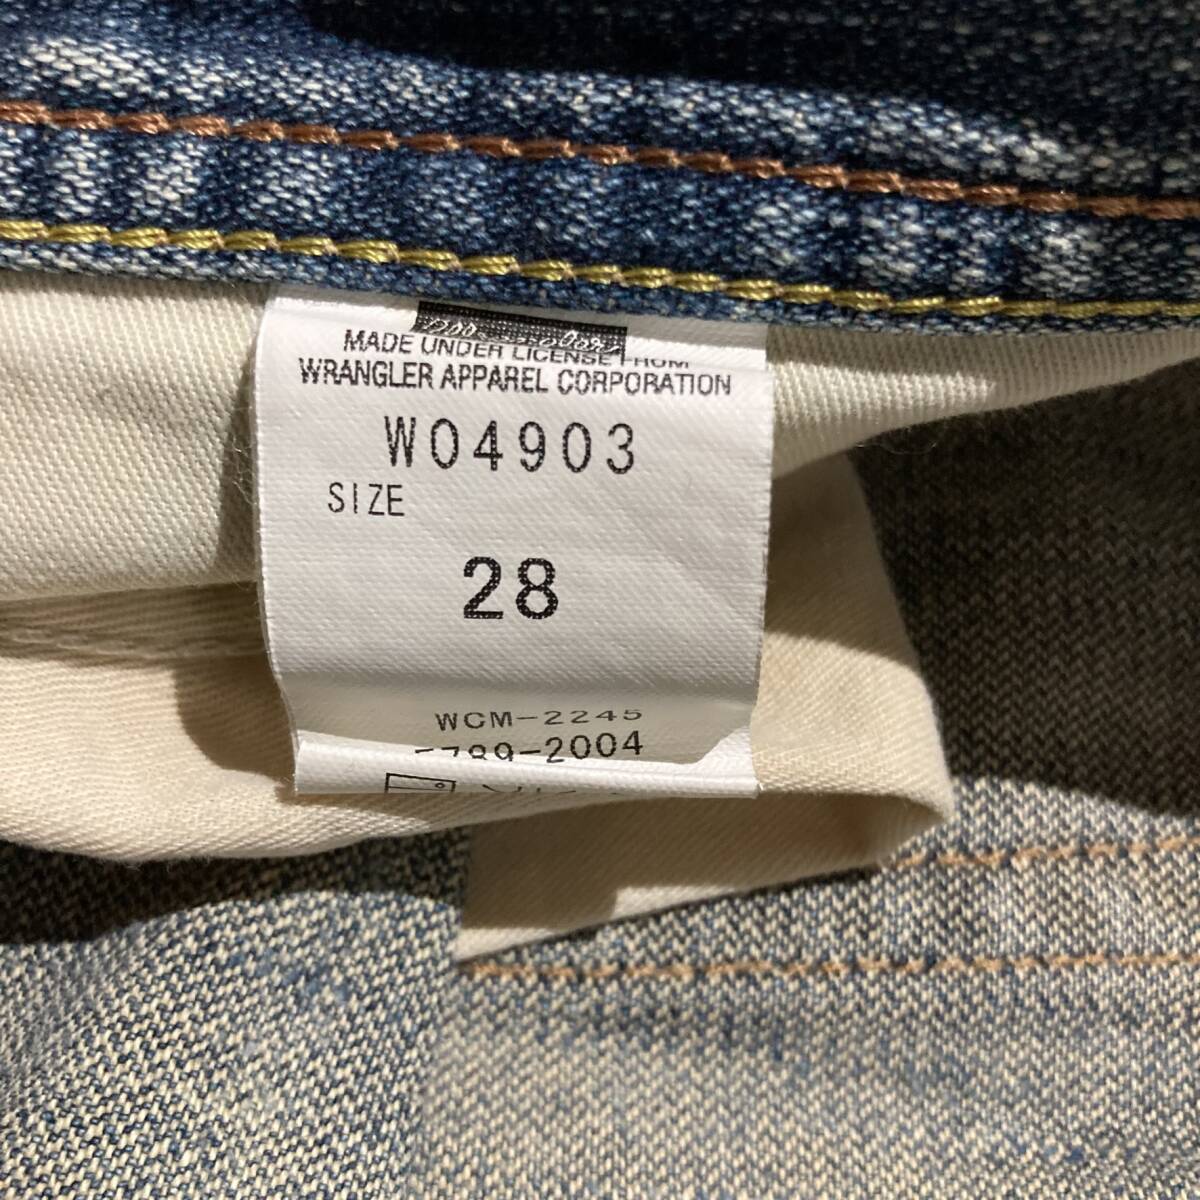 MADE UNDER LICENSE FROM
WRANGLER APPAREL CORPORATION
W04903
SIZE
28
WCM-2245